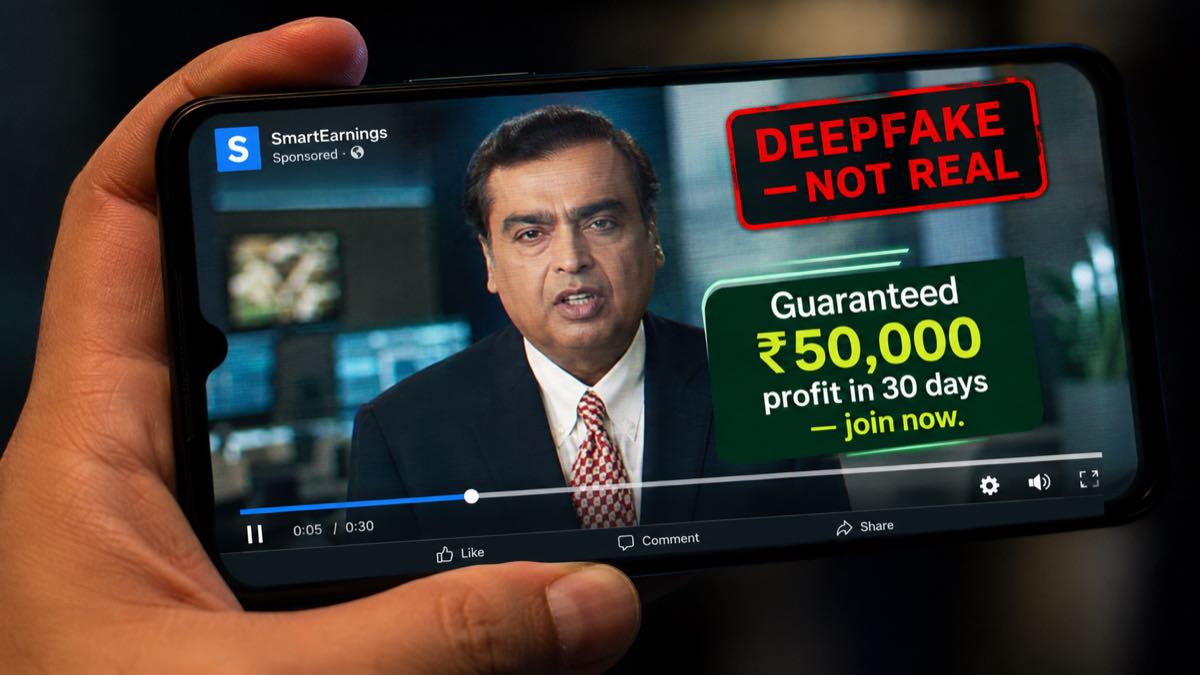 S
SmartEarnings
Sponsored ·
DEEPFAKE
— NOT REAL
Guaranteed
₹50,000
profit in 30 days
— join now.
0:05 / 0:30
Like
Comment
Share